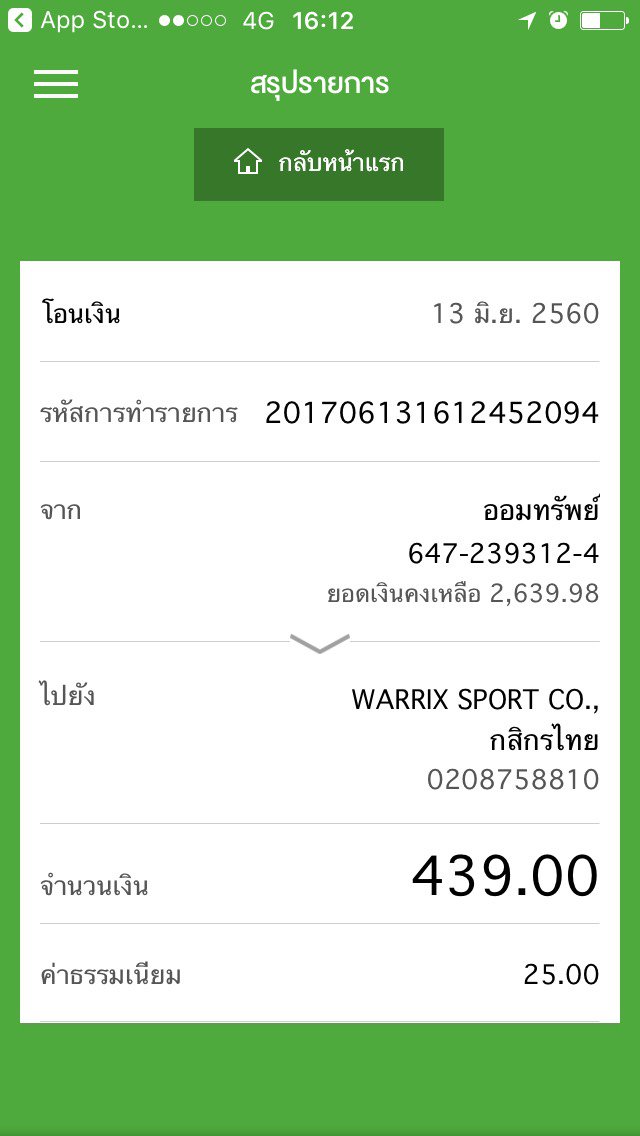 App Sto... 4G 16:12
สรุปรายการ
กลับหน้าแรก
โอนเงิน 13 มิ.ย. 2560
รหัสการทำรายการ 201706131612452094
จาก ออมทรัพย์
647-239312-4
ยอดเงินคงเหลือ 2,639.98
ไปยัง WARRIX SPORT CO.,
กสิกรไทย
0208758810
จำนวนเงิน 439.00
ค่าธรรมเนียม 25.00